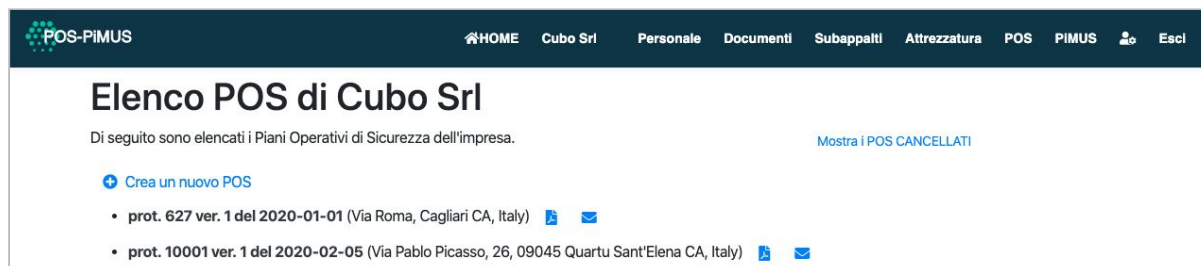 POS-PiMUS HOME Cubo Srl Personale Documenti Subappalti Attrezzatura POS PIMUS Esci
Elenco POS di Cubo Srl
Di seguito sono elencati i Piani Operativi di Sicurezza dell'impresa. Mostra i POS CANCELLATI
Crea un nuovo POS
• prot. 627 ver. 1 del 2020-01-01 (Via Roma, Cagliari CA, Italy)
• prot. 10001 ver. 1 del 2020-02-05 (Via Pablo Picasso, 26, 09045 Quartu Sant'Elena CA, Italy)